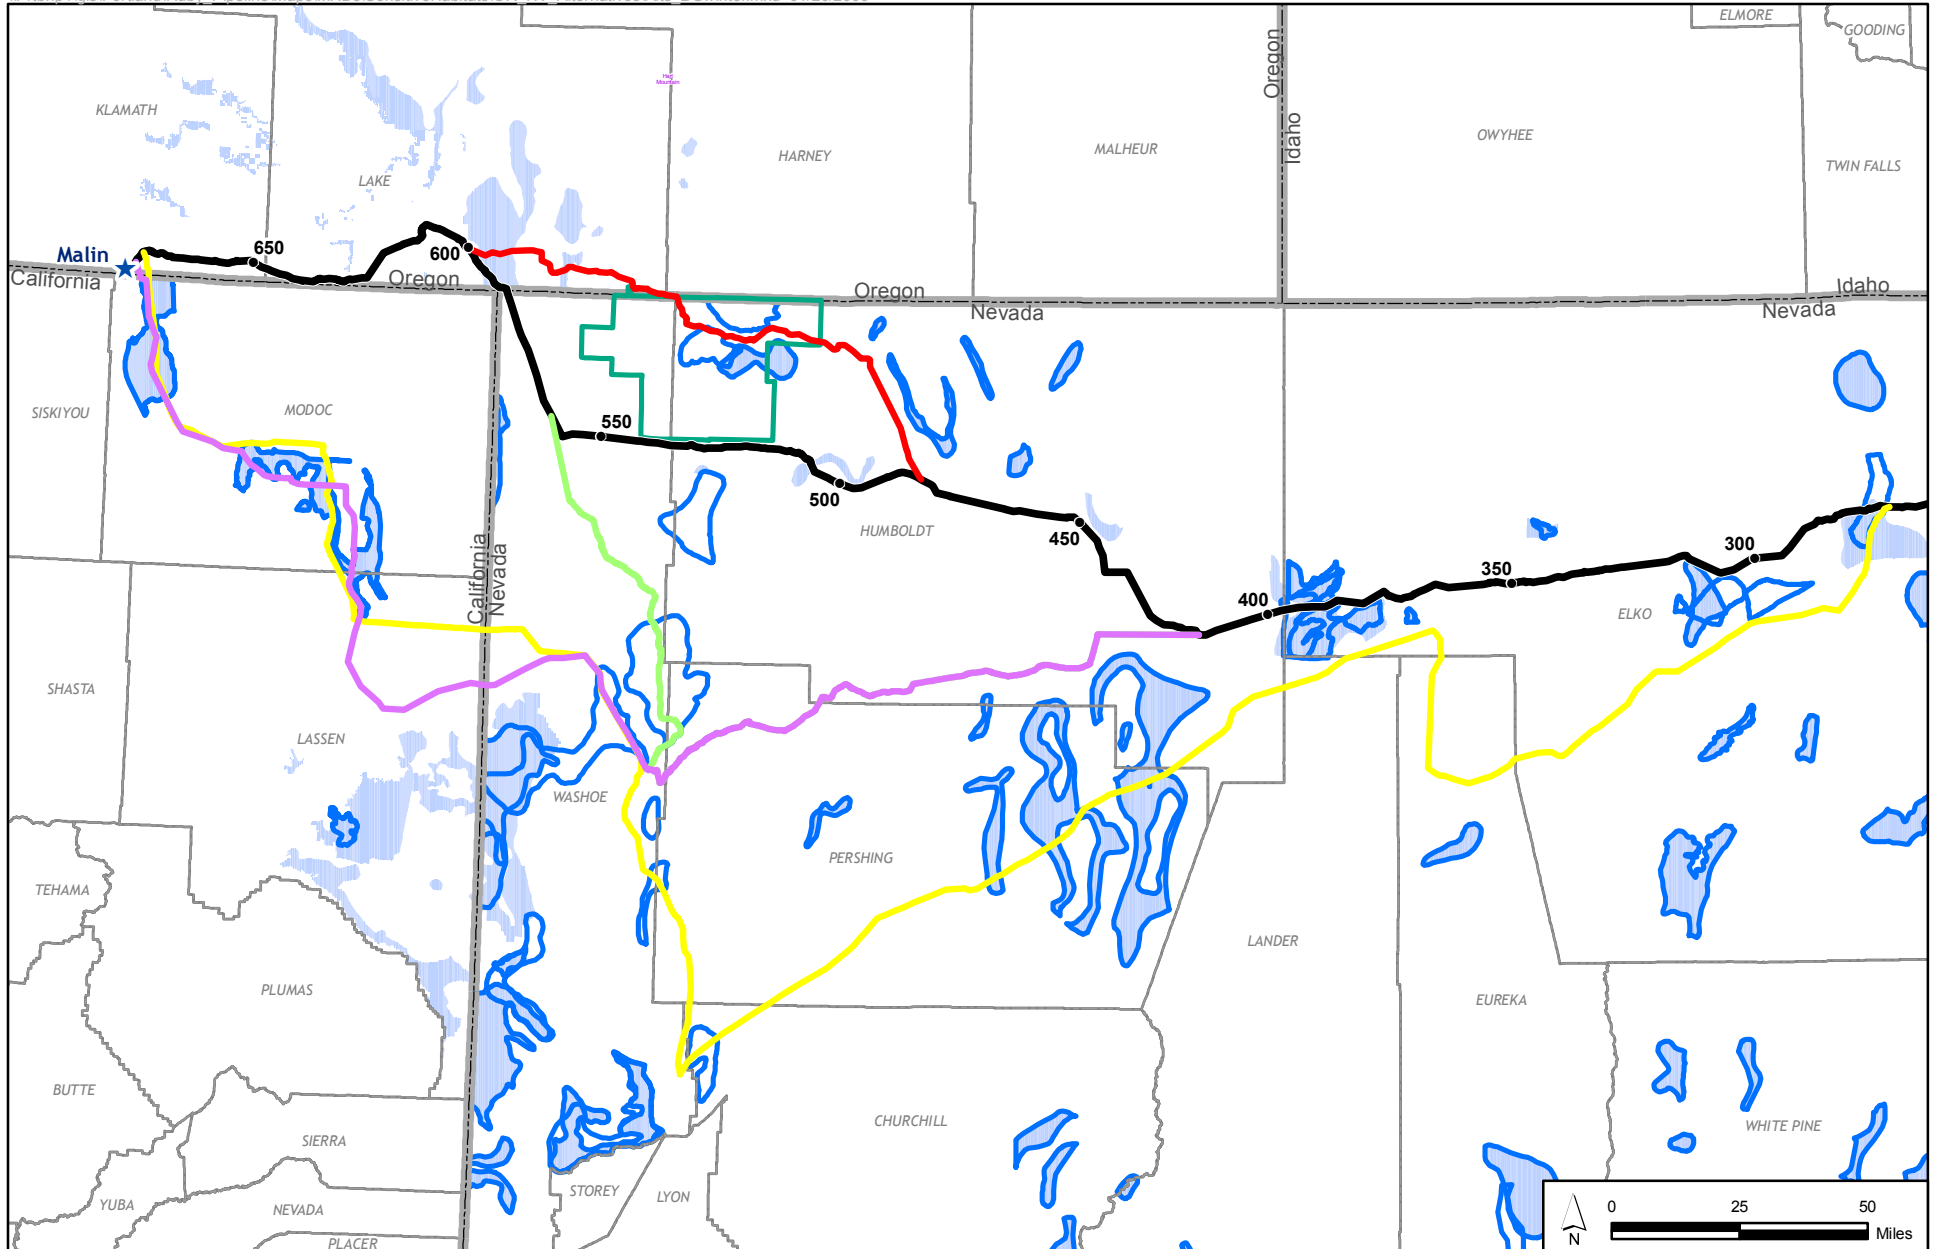 ELMORE
GOODING
Hart
Mountain
Oregon
Idaho
KLAMATH
HARNEY
MALHEUR
OWYHEE
TWIN FALLS
LAKE
650
600
Malin
California
Oregon
Oregon
Nevada
Idaho
Nevada
SISKIYOU
MODOC
550
500
HUMBOLDT
450
California
Nevada
400
350
300
ELKO
SHASTA
LASSEN
WASHOE
PERSHING
TEHAMA
LANDER
PLUMAS
EUREKA
BUTTE
CHURCHILL
WHITE PINE
SIERRA
STOREY
LYON
YUBA
NEVADA
PLACER
N
0 25 50
Miles